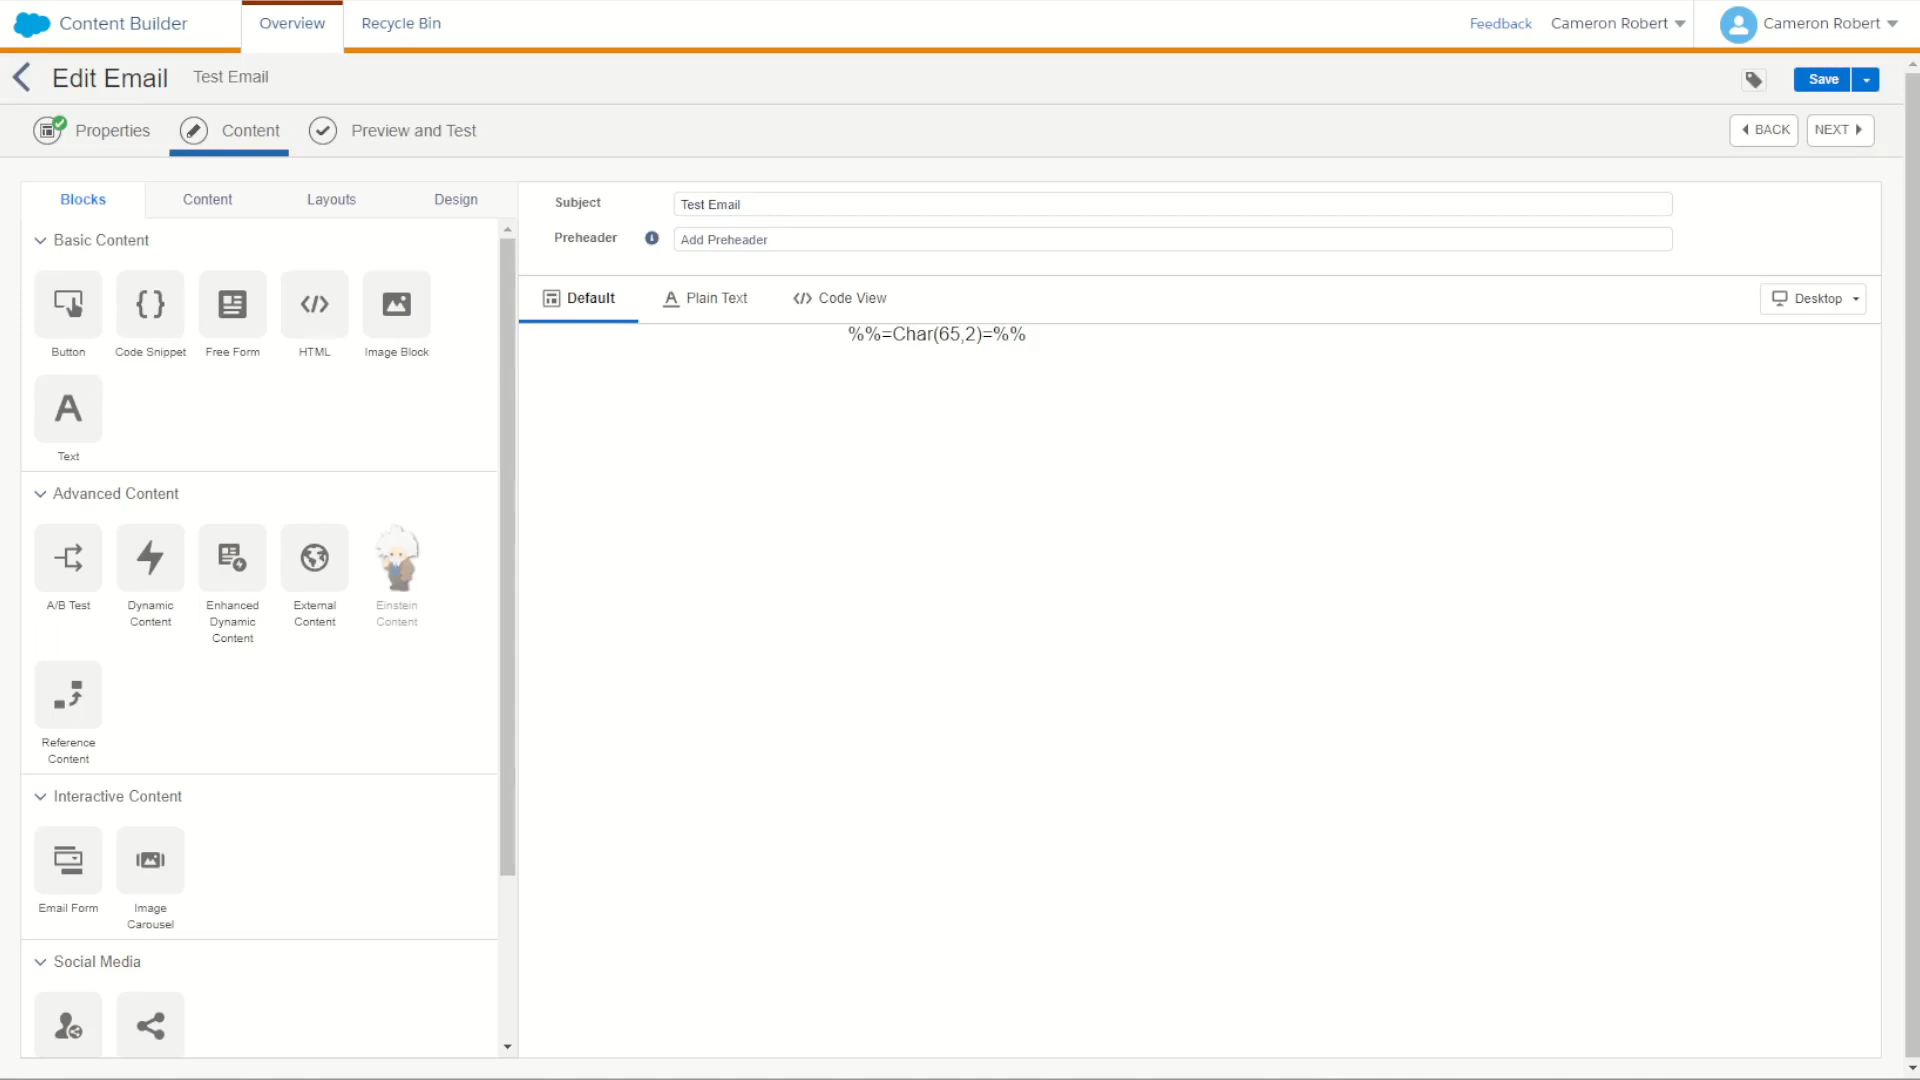 Content Builder
Overview
Recycle Bin
Feedback
Cameron Robert
Cameron Robert
Edit Email
Test Email
Save
Properties
Content
Preview and Test
BACK
NEXT
Blocks
Content
Layouts
Design
Subject
Test Email
Preheader
Add Preheader
Basic Content
Button
Code Snippet
Free Form
HTML
Image Block
Text
Default
Plain Text
Code View
Desktop
%%=Char(65,2)=%%
Advanced Content
A/B Test
Dynamic
Content
Enhanced
Dynamic
Content
External
Content
Einstein
Content
Reference
Content
Interactive Content
Email Form
Image
Carousel
Social Media